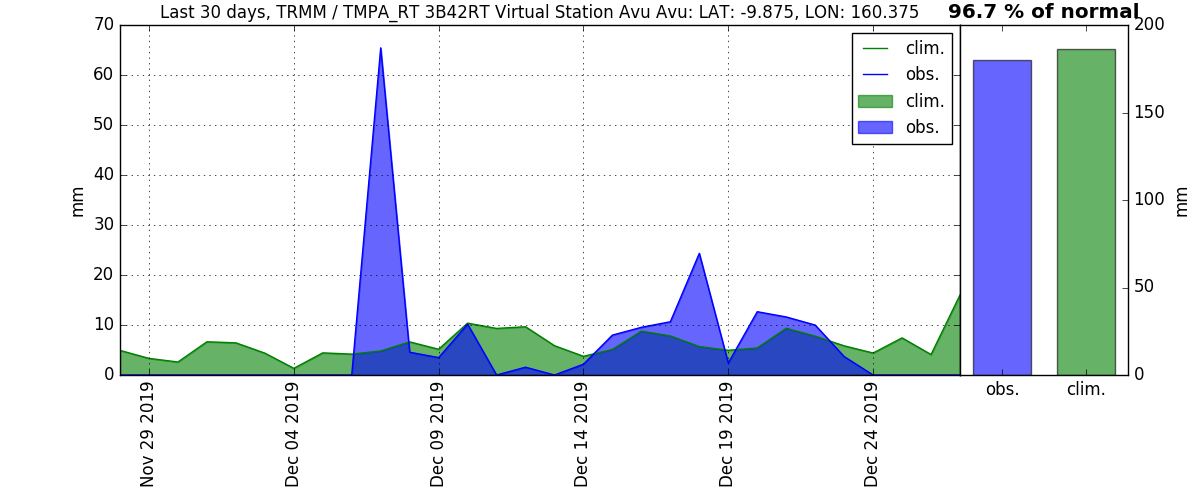 Last 30 days, TRMM / TMPA_RT 3B42RT Virtual Station Avu Avu: LAT: -9.875, LON: 160.375
96.7 % of normal
70
60
50
40
30
20
10
0
mm
clim.
obs.
clim.
obs.
200
150
100
50
0
mm
obs.
clim.
Nov 29 2019
Dec 04 2019
Dec 09 2019
Dec 14 2019
Dec 19 2019
Dec 24 2019